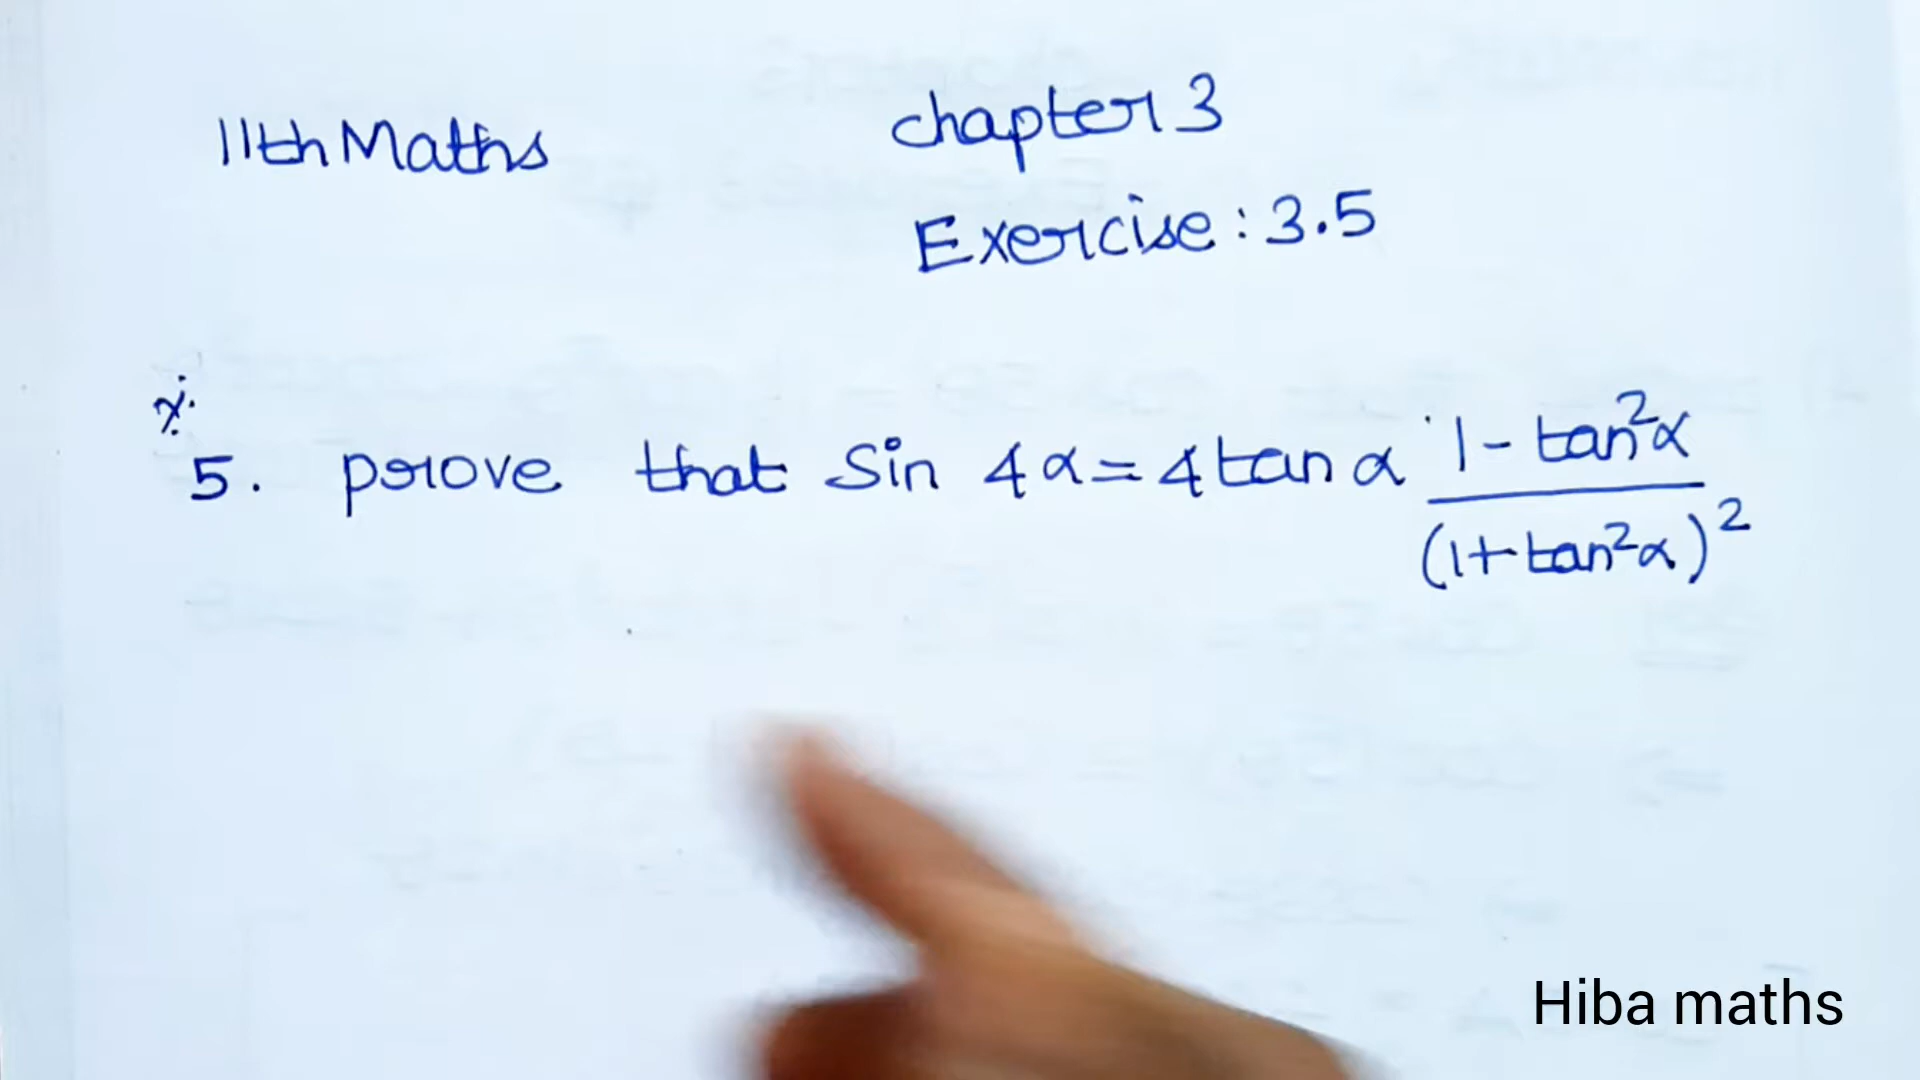 11th Maths
chapter 3
Exercise : 3.5
5. prove that Sin 4α = 4 tan α (1 - tan²α) / (1 + tan²α)²
Hiba maths